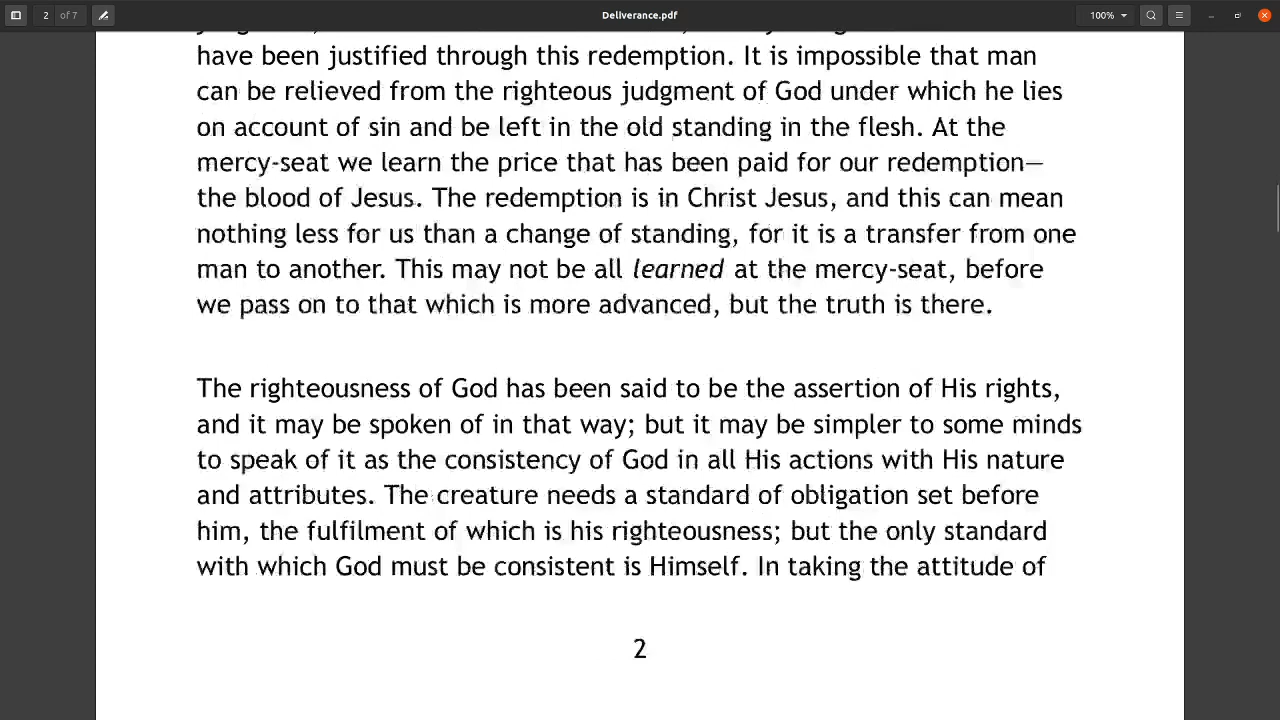 2 of 7
Deliverance.pdf
100%
have been justified through this redemption. It is impossible that man
can be relieved from the righteous judgment of God under which he lies
on account of sin and be left in the old standing in the flesh. At the
mercy-seat we learn the price that has been paid for our redemption—
the blood of Jesus. The redemption is in Christ Jesus, and this can mean
nothing less for us than a change of standing, for it is a transfer from one
man to another. This may not be all learned at the mercy-seat, before
we pass on to that which is more advanced, but the truth is there.
The righteousness of God has been said to be the assertion of His rights,
and it may be spoken of in that way; but it may be simpler to some minds
to speak of it as the consistency of God in all His actions with His nature
and attributes. The creature needs a standard of obligation set before
him, the fulfilment of which is his righteousness; but the only standard
with which God must be consistent is Himself. In taking the attitude of
2